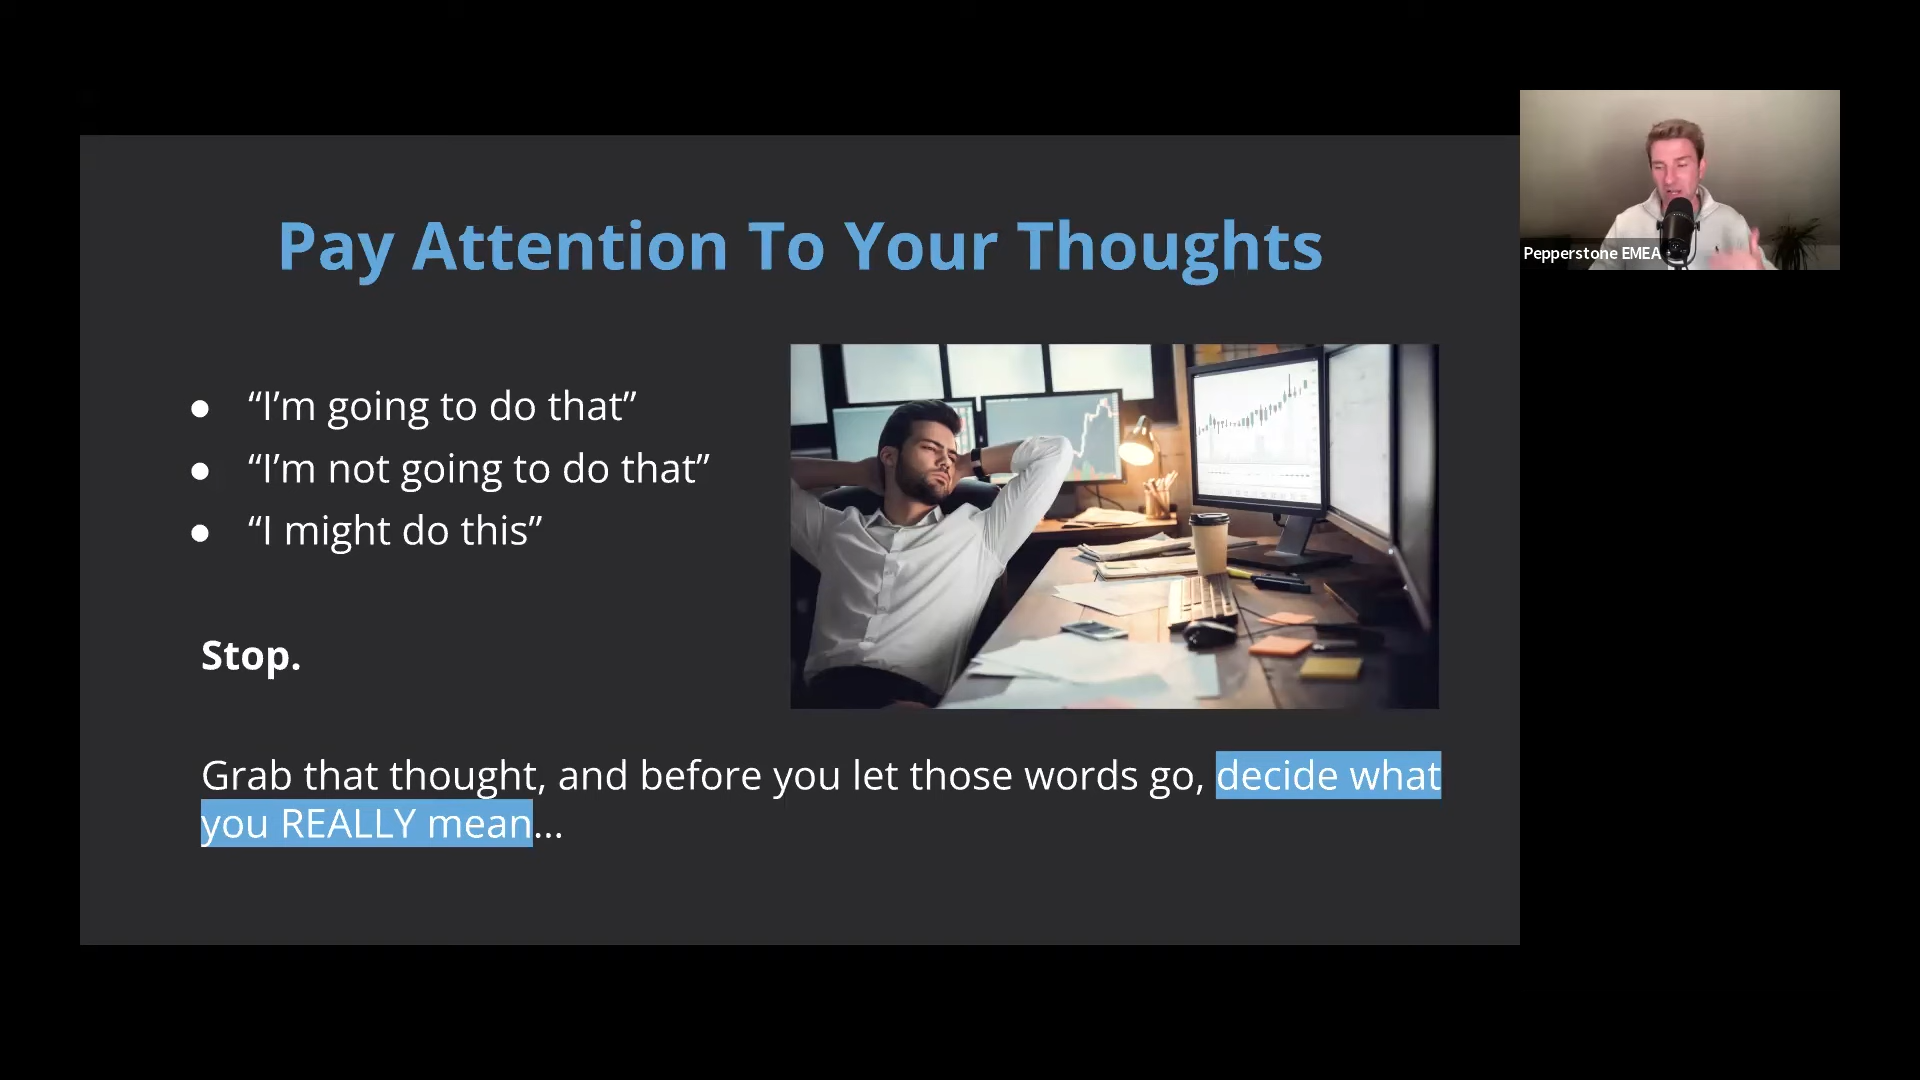 Pay Attention To Your Thoughts
Pepperstone EMEA
● “I’m going to do that”
● “I’m not going to do that”
● “I might do this”
Stop.
Grab that thought, and before you let those words go, decide what
you REALLY mean...